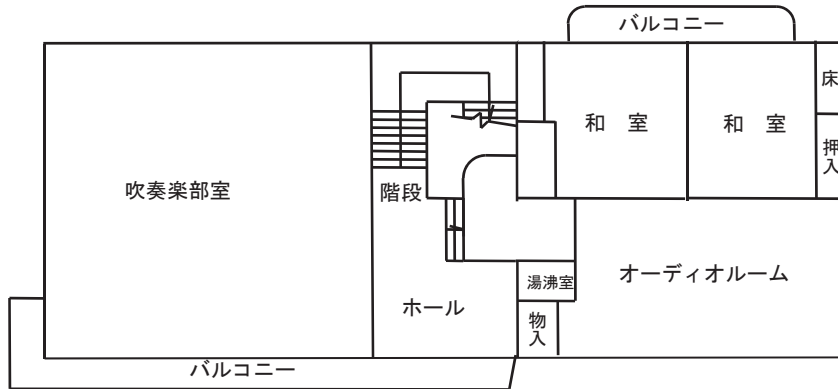 バルコニー
床
和　室
和　室
押入
吹奏楽部室
階段
オーディオルーム
湯沸室
ホール
物入
バルコニー